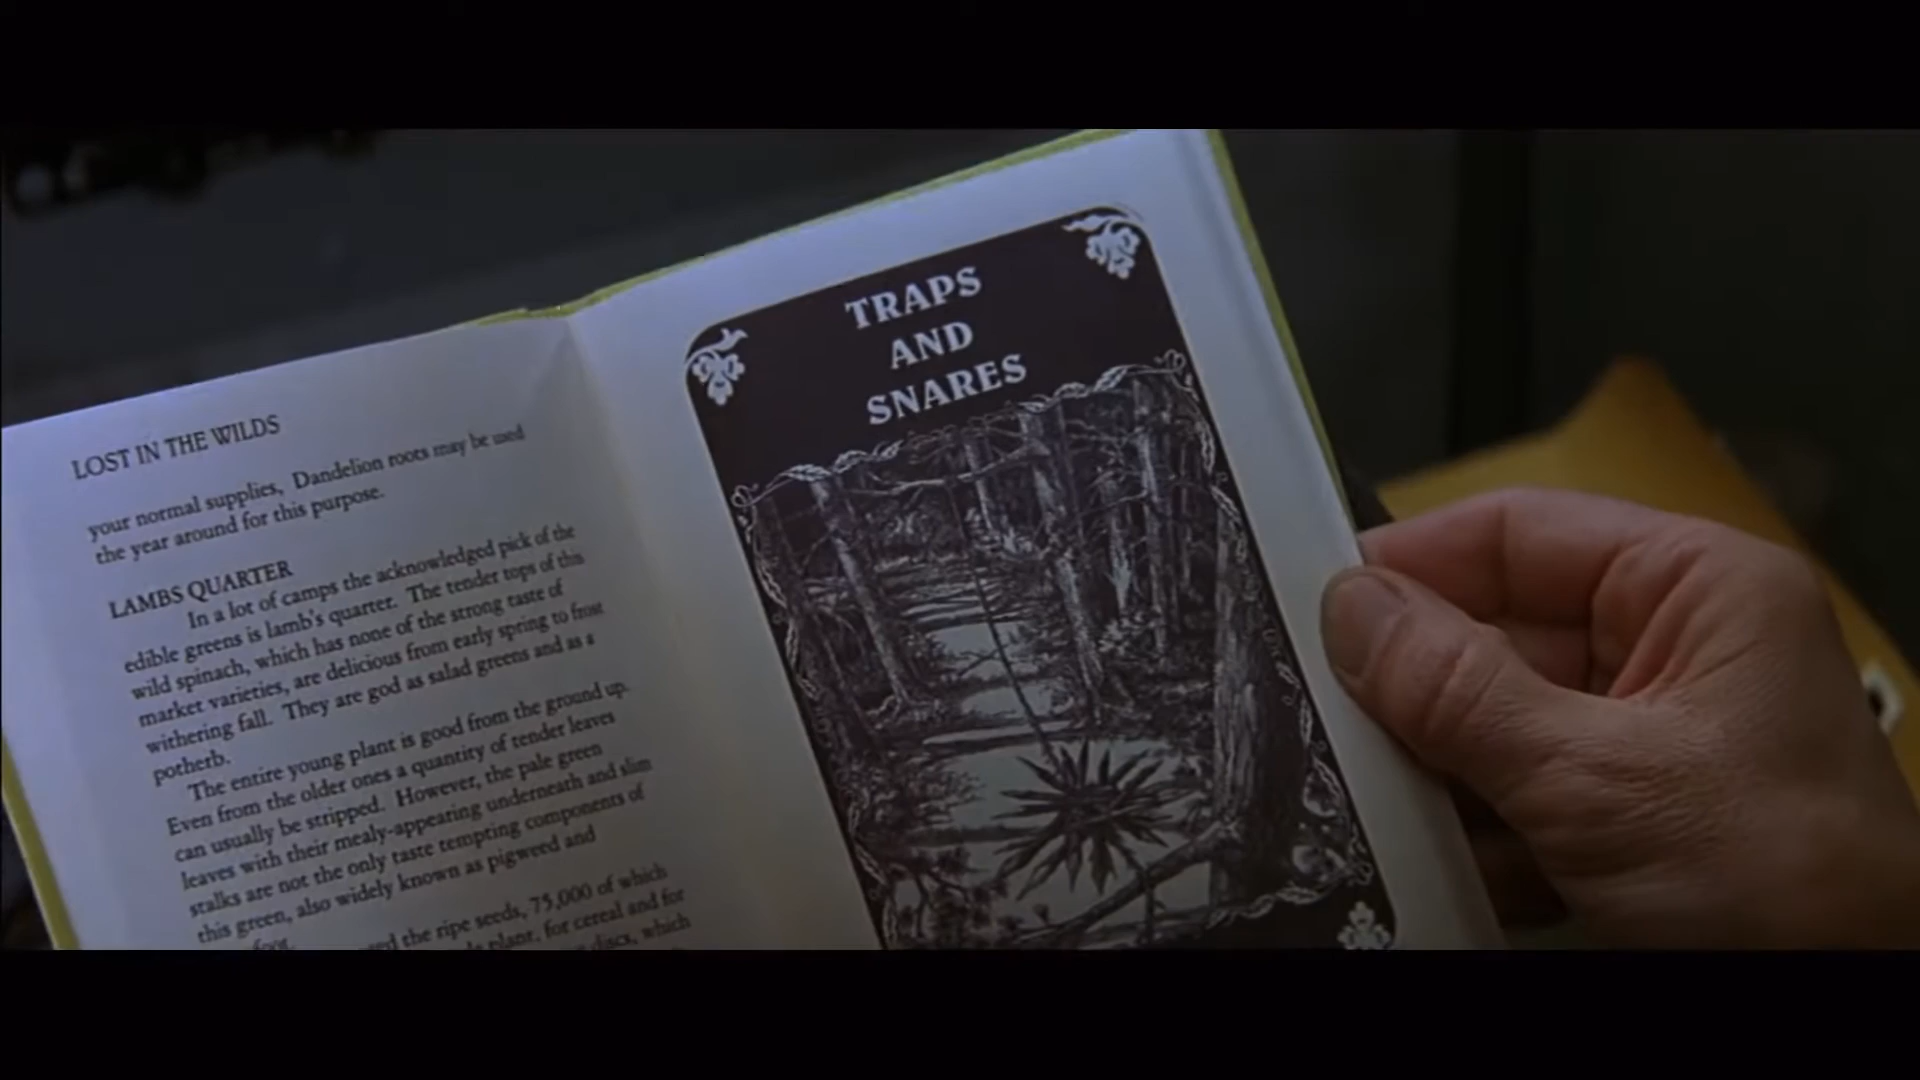 LOST IN THE WILDS
your normal supplies, Dandelion roots may be used
the year around for this purpose.
LAMBS QUARTER
In a lot of camps the acknowledged pick of the
edible greens is lamb's quarter. The tender tops of this
wild spinach, which has none of the strong taste of
market varieties, are delicious from early spring to frost
withering fall. They are god as salad greens and as a
potherb.
The entire young plant is good from the ground up.
Even from the older ones a quantity of tender leaves
can usually be stripped. However, the pale green
leaves with their mealy-appearing underneath and slim
stalks are not the only taste tempting components of
this green, also widely known as pigweed and
the ripe seeds, 75,000 of which
plant, for cereal and for
discs, which
TRAPS
AND
SNARES